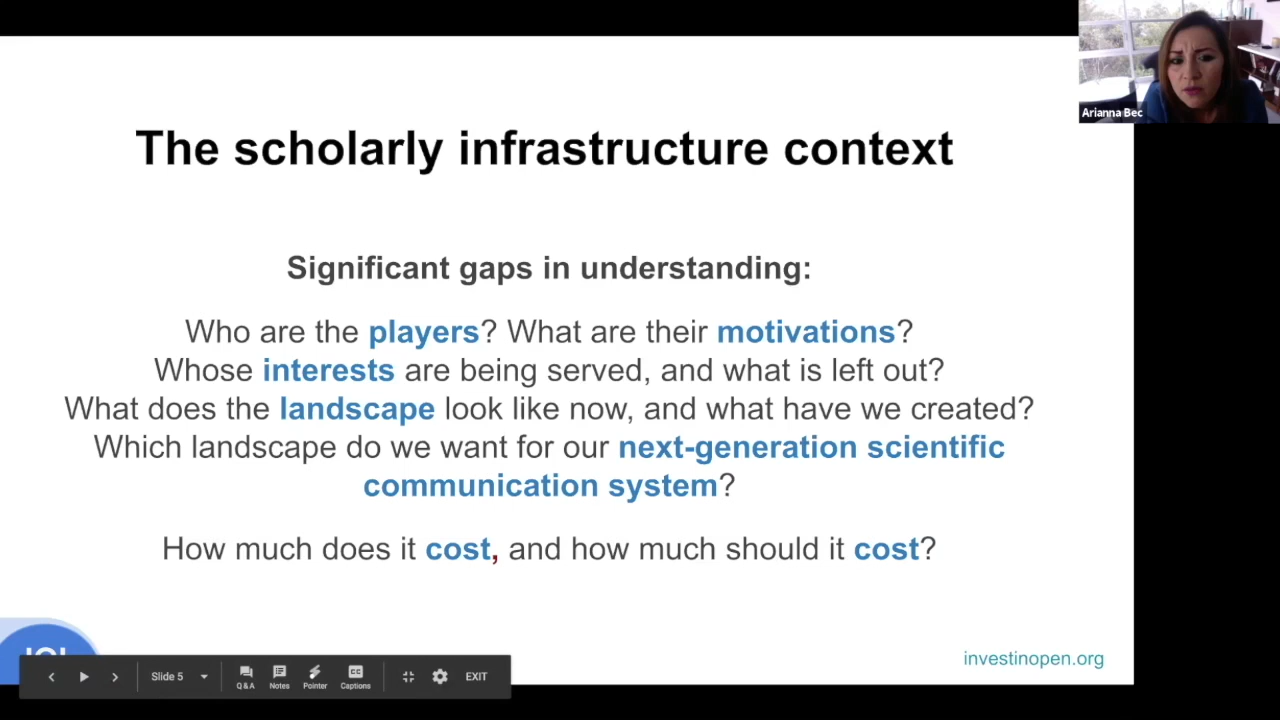 Arianna Bec
The scholarly infrastructure context
Significant gaps in understanding:
Who are the players? What are their motivations?
Whose interests are being served, and what is left out?
What does the landscape look like now, and what have we created?
Which landscape do we want for our next-generation scientific
communication system?
How much does it cost, and how much should it cost?
investinopen.org
Slide 5
Q&A
Notes
Pointer
CC
Captions
EXIT